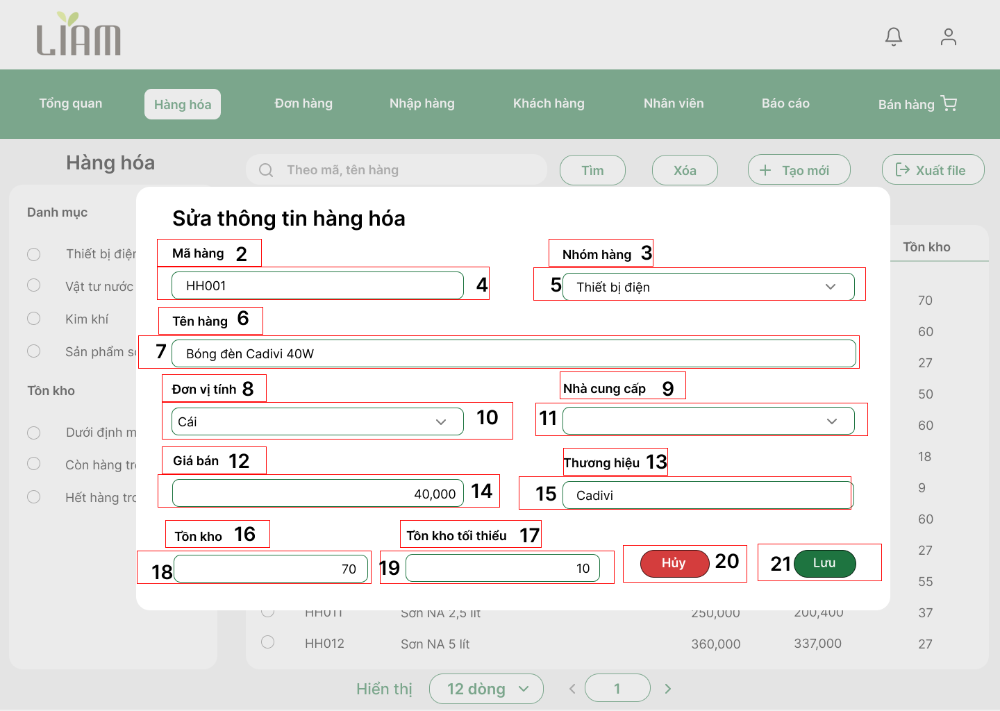 LIAM
Tổng quan Hàng hóa Đơn hàng Nhập hàng Khách hàng Nhân viên Báo cáo Bán hàng
Hàng hóa Theo mã, tên hàng Tìm Xóa Tạo mới Xuất file
Danh mục
Thiết bị điện
Vật tư nước
Kim khí
Sản phẩm
Tồn kho
Dưới định
Còn hàng
Hết hàng
Sửa thông tin hàng hóa
Mã hàng 2 Nhóm hàng 3
HH001 4 5 Thiết bị điện
Tên hàng 6
7 Bóng đèn Cadivi 40W
Đơn vị tính 8 Nhà cung cấp 9
Cái 10 11
Giá bán 12 Thương hiệu 13
40,000 14 15 Cadivi
Tồn kho 16 Tồn kho tối thiểu 17
18 70 19 10 Hủy 20 21 Lưu
Tồn kho
70
60
27
50
60
18
9
60
27
55
HH011 Sơn NA 2,5 lít 250,000 200,400 37
HH012 Sơn NA 5 lít 360,000 337,000 27
Hiển thị 12 dòng 1